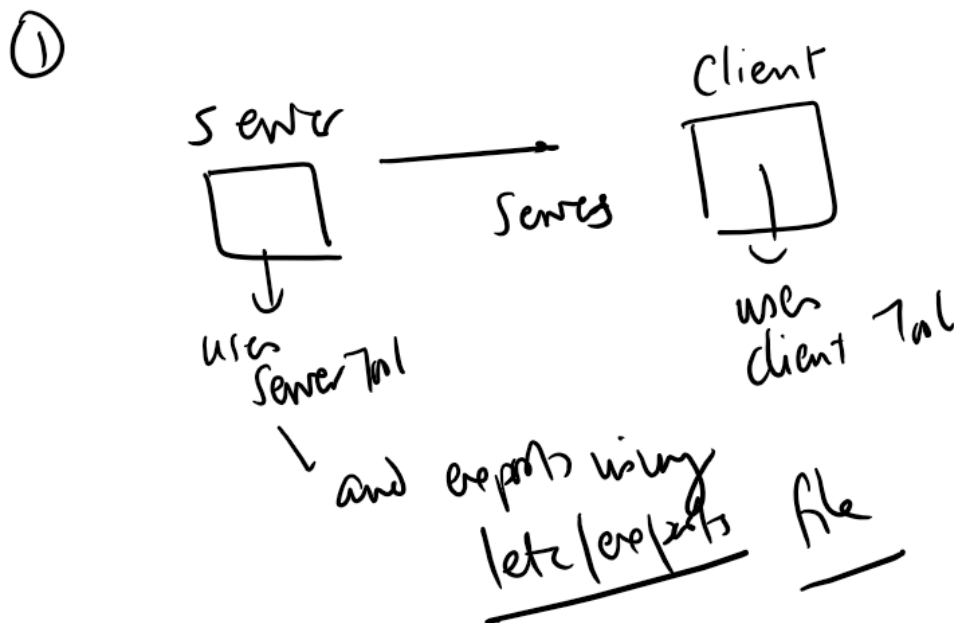 ①
Server
Client
Serves
uses
Server Tool
uses
client Tool
and exports using
/etc/exports file